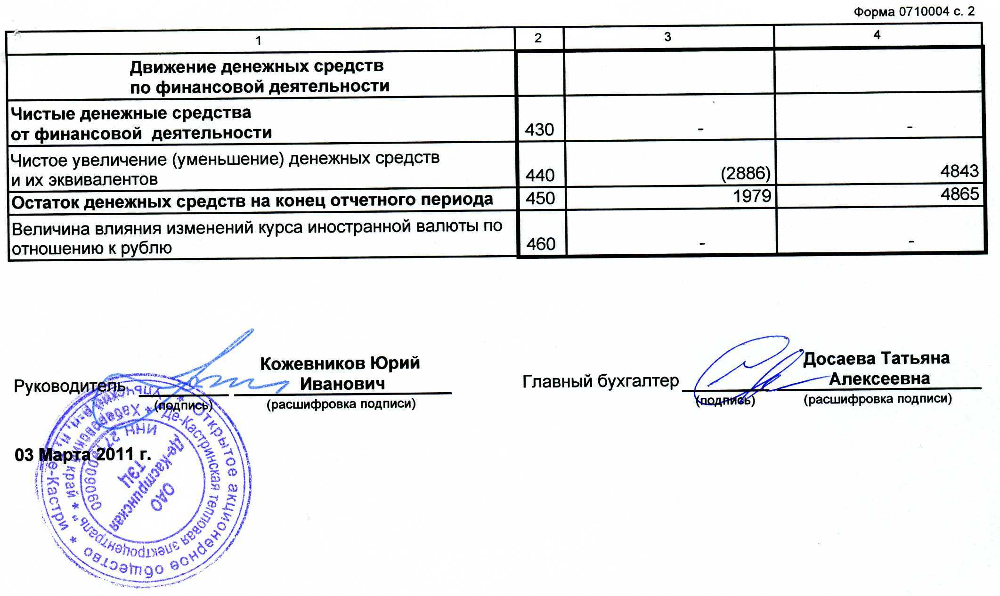 Форма 0710004 с. 2
1 2 3 4
Движение денежных средств
по финансовой деятельности
Чистые денежные средства
от финансовой деятельности 430 - -
Чистое увеличение (уменьшение) денежных средств
и их эквивалентов 440 (2886) 4843
Остаток денежных средств на конец отчетного периода 450 1979 4865
Величина влияния изменений курса иностранной валюты по
отношению к рублю 460 - -
Кожевников Юрий
Иванович
Руководитель
(подпись) (расшифровка подписи)
Досаева Татьяна
Алексеевна
Главный бухгалтер
(подпись) (расшифровка подписи)
03 Марта 2011 г.
* Открытое акционерное общество *
Де-Кастри
* "Де-Кастринская тепловая электроцентраль" *
Хабаровский край
ИНН
ОАО
Де-Кастринская
ТЭЦ